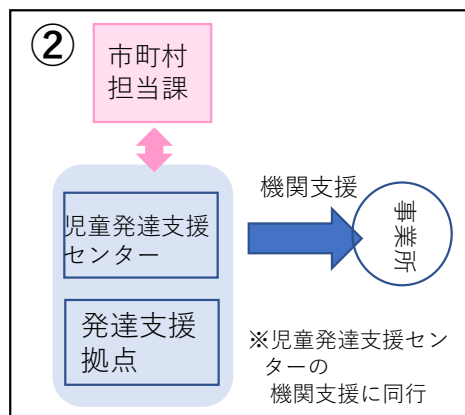 ②
市町村
担当課
児童発達支援
センター
発達支援
拠点
機関支援
事業所
※児童発達支援セン
ターの
機関支援に同行